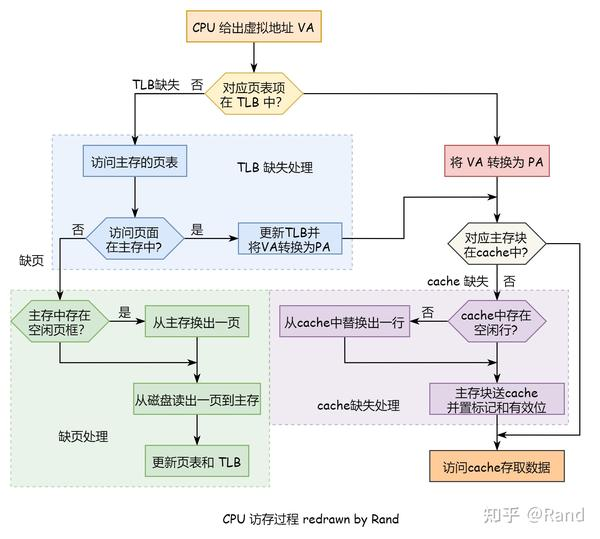 CPU 给出虚拟地址 VA
TLB缺失
否
对应页表项
在 TLB 中?
访问主存的页表
TLB 缺失处理
将 VA 转换为 PA
否
访问页面
在主存中?
是
更新TLB并
将VA转换为PA
对应主存块
在cache中?
缺页
cache 缺失
否
主存中存在
空闲页框?
是
从主存换出一页
从cache中替换出一行
否
cache中存在
空闲行?
从磁盘读出一页到主存
cache缺失处理
主存块送cache
并置标记和有效位
缺页处理
更新页表和 TLB
访问cache存取数据
CPU 访存过程 redrawn by Rand
知乎 @Rand